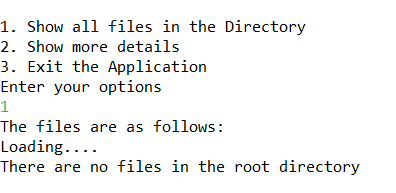 1. Show all files in the Directory
2. Show more details
3. Exit the Application
Enter your options
1
The files are as follows:
Loading....
There are no files in the root directory